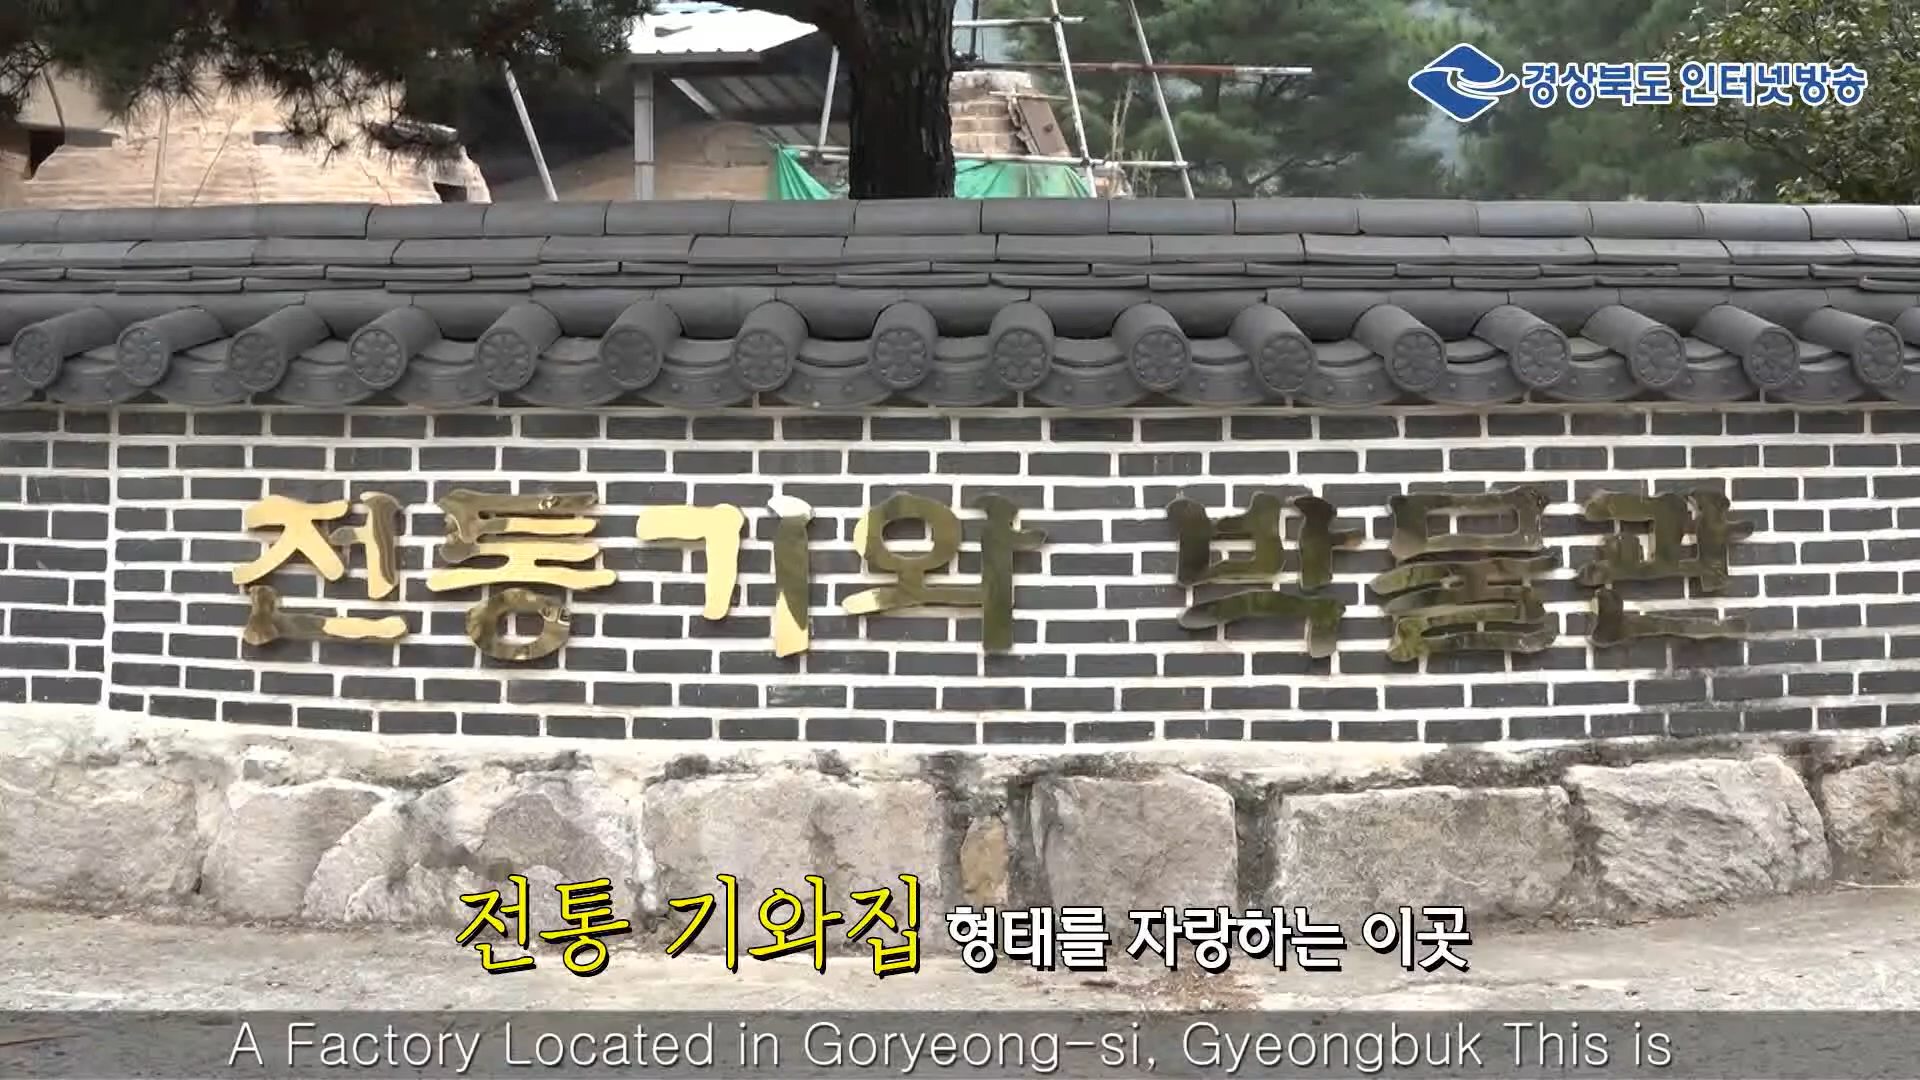 경상북도 인터넷방송
전통기와 박물관
전통 기와집 형태를 자랑하는 이곳
A Factory Located in Goryeong-si, Gyeongbuk This is